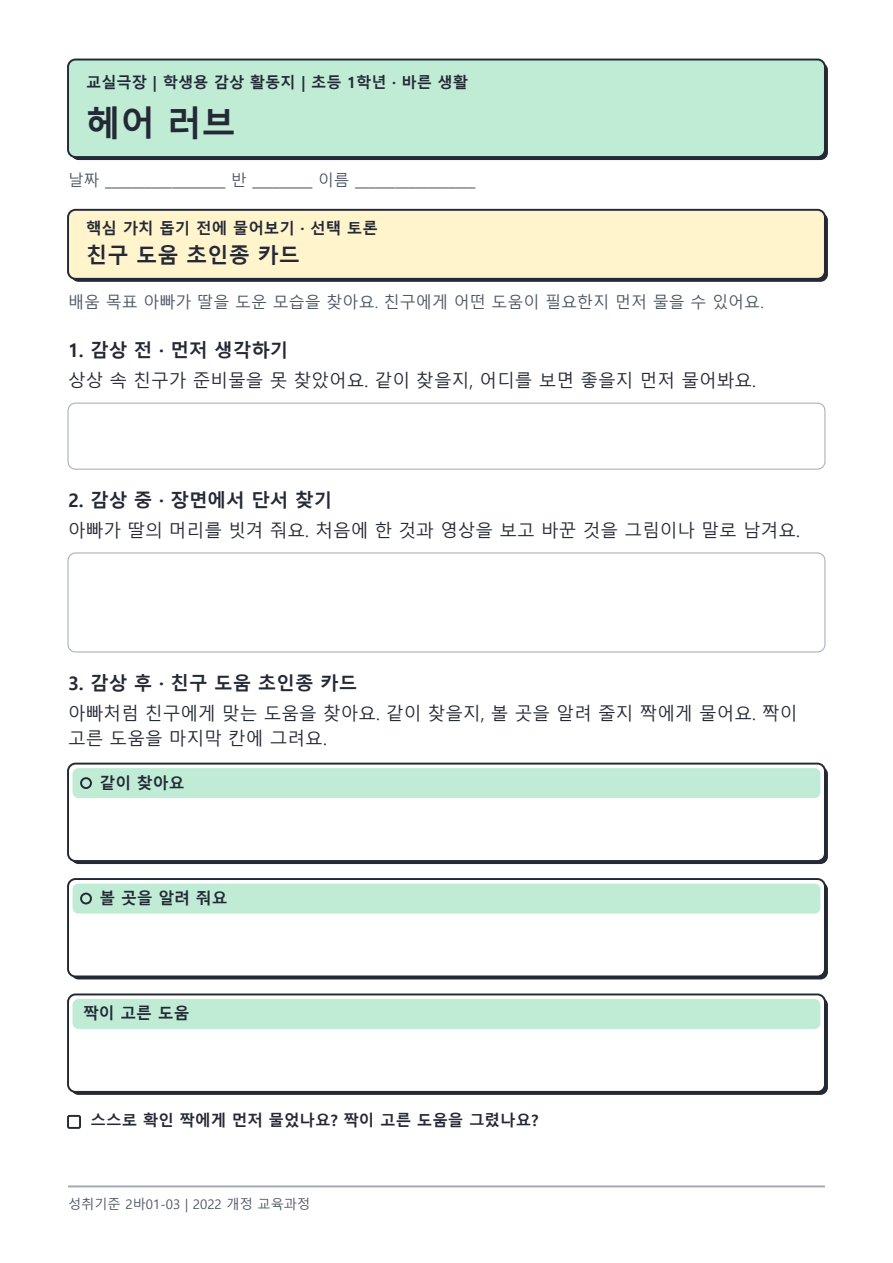 교실극장 | 학생용 감상 활동지 | 초등 1학년 · 바른 생활
헤어 러브
날짜 ______________ 반 _______ 이름 ______________
핵심 가치 돕기 전에 물어보기 · 선택 토론
친구 도움 초인종 카드
배움 목표 아빠가 딸을 도운 모습을 찾아요. 친구에게 어떤 도움이 필요한지 먼저 물을 수 있어요.
1. 감상 전 · 먼저 생각하기
상상 속 친구가 준비물을 못 찾았어요. 같이 찾을지, 어디를 보면 좋을지 먼저 물어봐요.
2. 감상 중 · 장면에서 단서 찾기
아빠가 딸의 머리를 빗겨 줘요. 처음에 한 것과 영상을 보고 바꾼 것을 그림이나 말로 남겨요.
3. 감상 후 · 친구 도움 초인종 카드
아빠처럼 친구에게 맞는 도움을 찾아요. 같이 찾을지, 볼 곳을 알려 줄지 짝에게 물어요. 짝이
고른 도움을 마지막 칸에 그려요.
○ 같이 찾아요
○ 볼 곳을 알려 줘요
짝이 고른 도움
□ 스스로 확인 짝에게 먼저 물었나요? 짝이 고른 도움을 그렸나요?
성취기준 2바01-03 | 2022 개정 교육과정